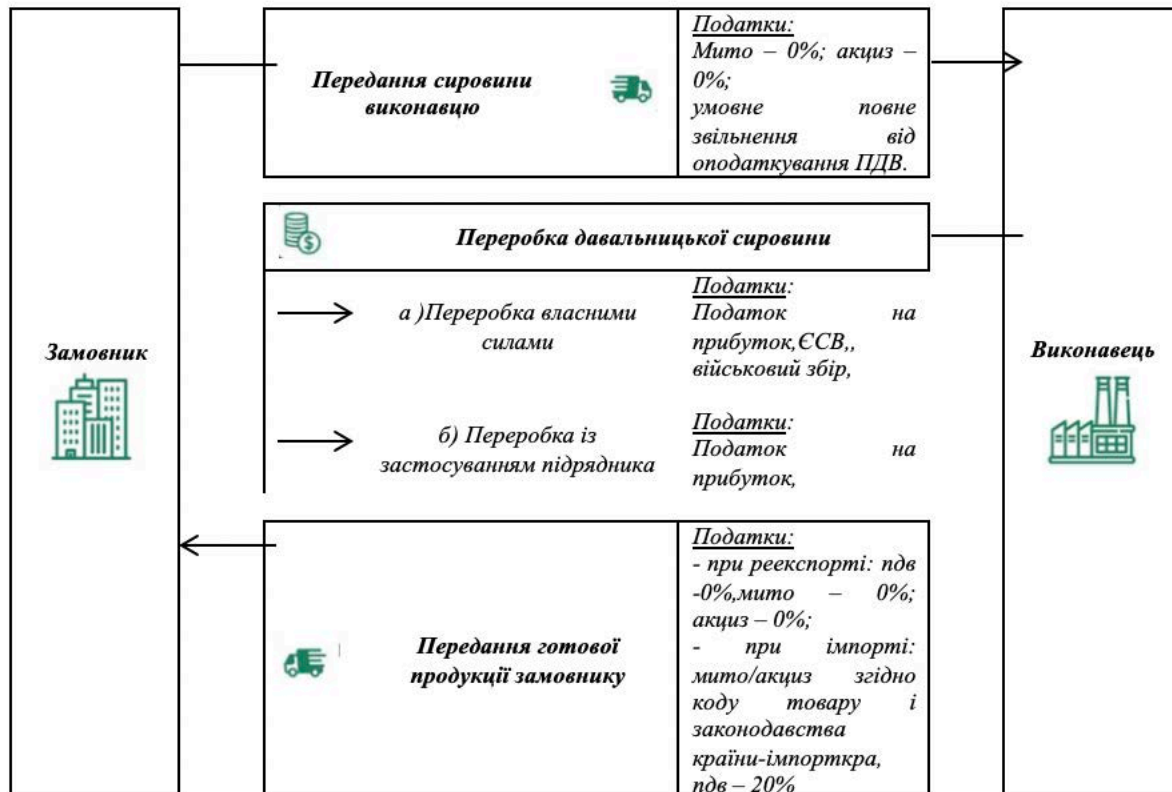 Замовник
Передання сировини
виконавцю
Податки:
Мито – 0%; акциз –
0%;
умовне повне
звільнення від
оподаткування ПДВ.
Переробка давальницької сировини
а )Переробка власними
силами
Податки:
Податок на
прибуток,ЄСВ,,
військовий збір,
б) Переробка із
застосуванням підрядника
Податки:
Податок на
прибуток,
Передання готової
продукції замовнику
Податки:
- при реекспорті: пдв
-0%,мито – 0%;
акциз – 0%;
- при імпорті:
мито/акциз згідно
коду товару і
законодавства
країни-імпорткра,
пдв – 20%
Виконавець